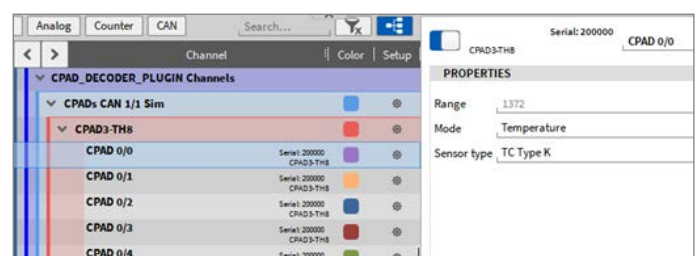 Analog Counter CAN Search...
Channel Color Setup
CPAD_DECODER_PLUGIN Channels
CPADs CAN 1/1 Sim
CPAD3-TH8
CPAD 0/0 Serial: 200000
CPAD3-TH8
CPAD 0/1 Serial: 200000
CPAD3-TH8
CPAD 0/2 Serial: 200000
CPAD3-TH8
CPAD 0/3 Serial: 200000
CPAD3-TH8
CPAD 0/4 Serial: 200000
Serial: 200000 CPAD 0/0
CPAD3-TH8
PROPERTIES
Range 1372
Mode Temperature
Sensor type TC Type K